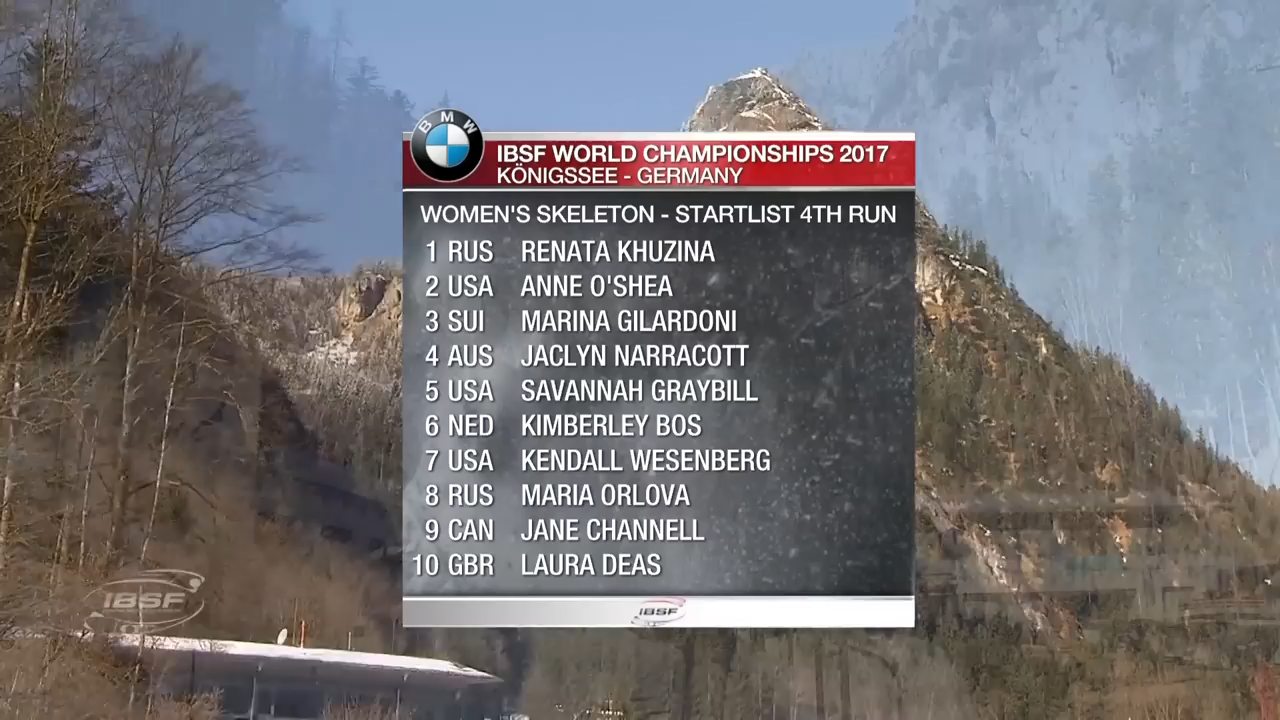 BMW
IBSF WORLD CHAMPIONSHIPS 2017
KÖNIGSSEE - GERMANY
WOMEN'S SKELETON - STARTLIST 4TH RUN
1 RUS RENATA KHUZINA
2 USA ANNE O'SHEA
3 SUI MARINA GILARDONI
4 AUS JACLYN NARRACOTT
5 USA SAVANNAH GRAYBILL
6 NED KIMBERLEY BOS
7 USA KENDALL WESENBERG
8 RUS MARIA ORLOVA
9 CAN JANE CHANNELL
10 GBR LAURA DEAS
IBSF
IBSF